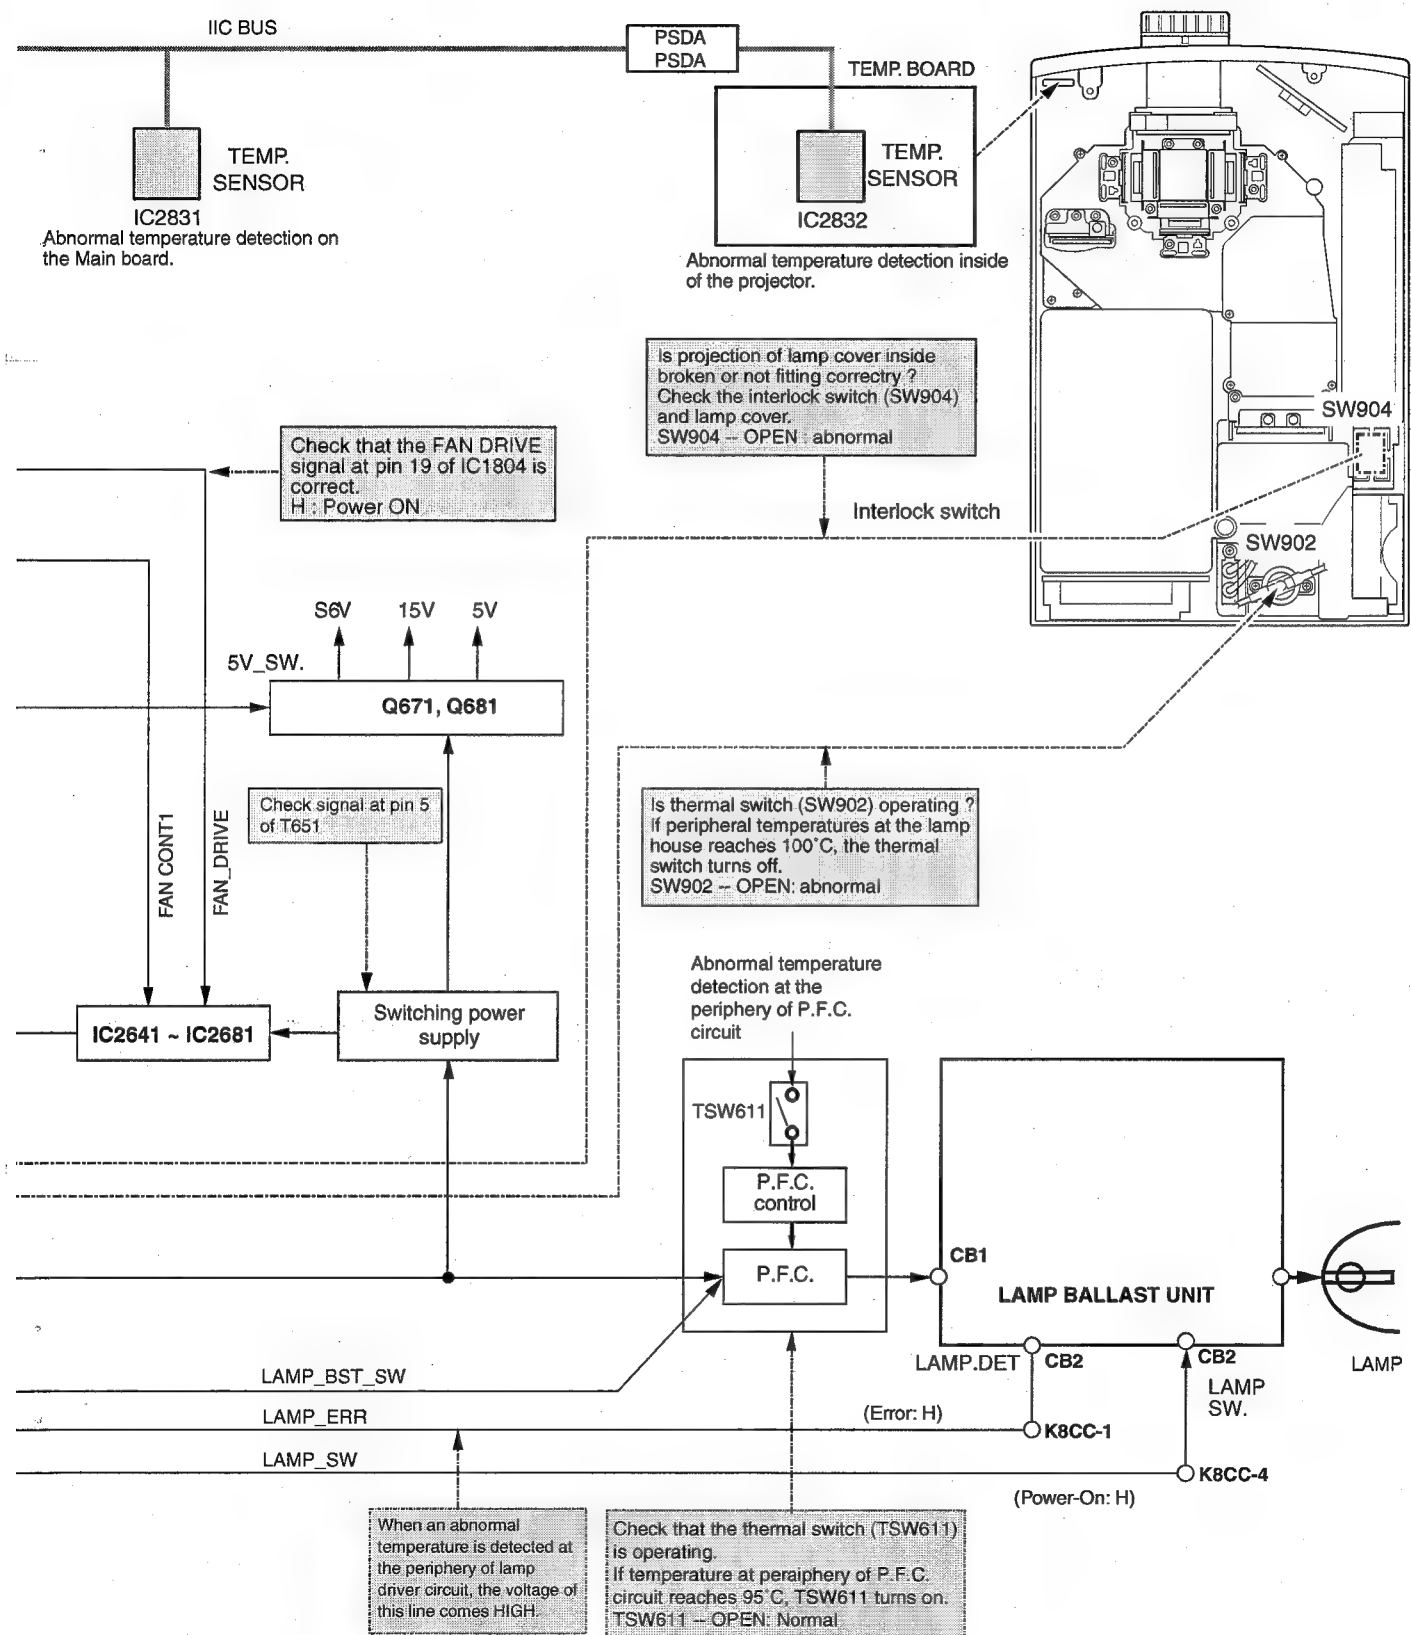 IIC BUS
PSDA
PSDA
TEMP. BOARD
TEMP.
SENSOR
IC2831
Abnormal temperature detection on
the Main board.
TEMP.
SENSOR
IC2832
Abnormal temperature detection inside
of the projector.
Is projection of lamp cover inside
broken or not fitting correctry ?
Check the interlock switch (SW904)
and lamp cover.
SW904 -- OPEN : abnormal
SW904
Check that the FAN DRIVE
signal at pin 19 of IC1804 is
correct.
H : Power ON
Interlock switch
SW902
S6V
15V
5V
5V_SW.
Q671, Q681
Check signal at pin 5
of T651
FAN CONT1
FAN_DRIVE
Is thermal switch (SW902) operating ?
If peripheral temperatures at the lamp
house reaches 100°C, the thermal
switch turns off.
SW902 -- OPEN: abnormal
Abnormal temperature
detection at the
periphery of P.F.C.
circuit
IC2641 ~ IC2681
Switching power
supply
TSW611
P.F.C.
control
P.F.C.
CB1
LAMP BALLAST UNIT
LAMP.DET
CB2
CB2
LAMP
SW.
LAMP
LAMP_BST_SW
LAMP_ERR
(Error: H)
K8CC-1
LAMP_SW
K8CC-4
(Power-On: H)
When an abnormal
temperature is detected at
the periphery of lamp
driver circuit, the voltage of
this line comes HIGH.
Check that the thermal switch (TSW611)
is operating.
If temperature at peraiphery of P.F.C.
circuit reaches 95°C, TSW611 turns on.
TSW611 -- OPEN: Normal